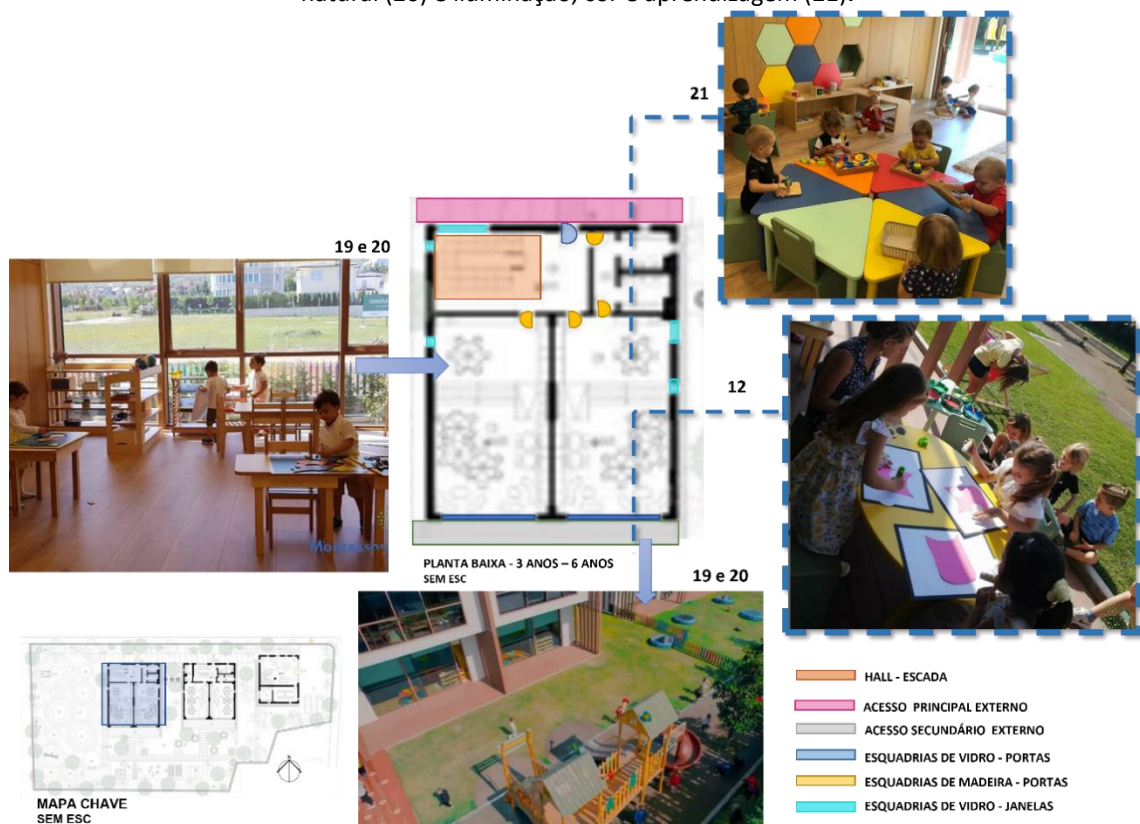 21
19 e 20
12
PLANTA BAIXA - 3 ANOS – 6 ANOS
SEM ESC
19 e 20
HALL - ESCADA
ACESSO PRINCIPAL EXTERNO
ACESSO SECUNDÁRIO EXTERNO
ESQUADRIAS DE VIDRO - PORTAS
ESQUADRIAS DE MADEIRA - PORTAS
ESQUADRIAS DE VIDRO - JANELAS
MAPA CHAVE
SEM ESC